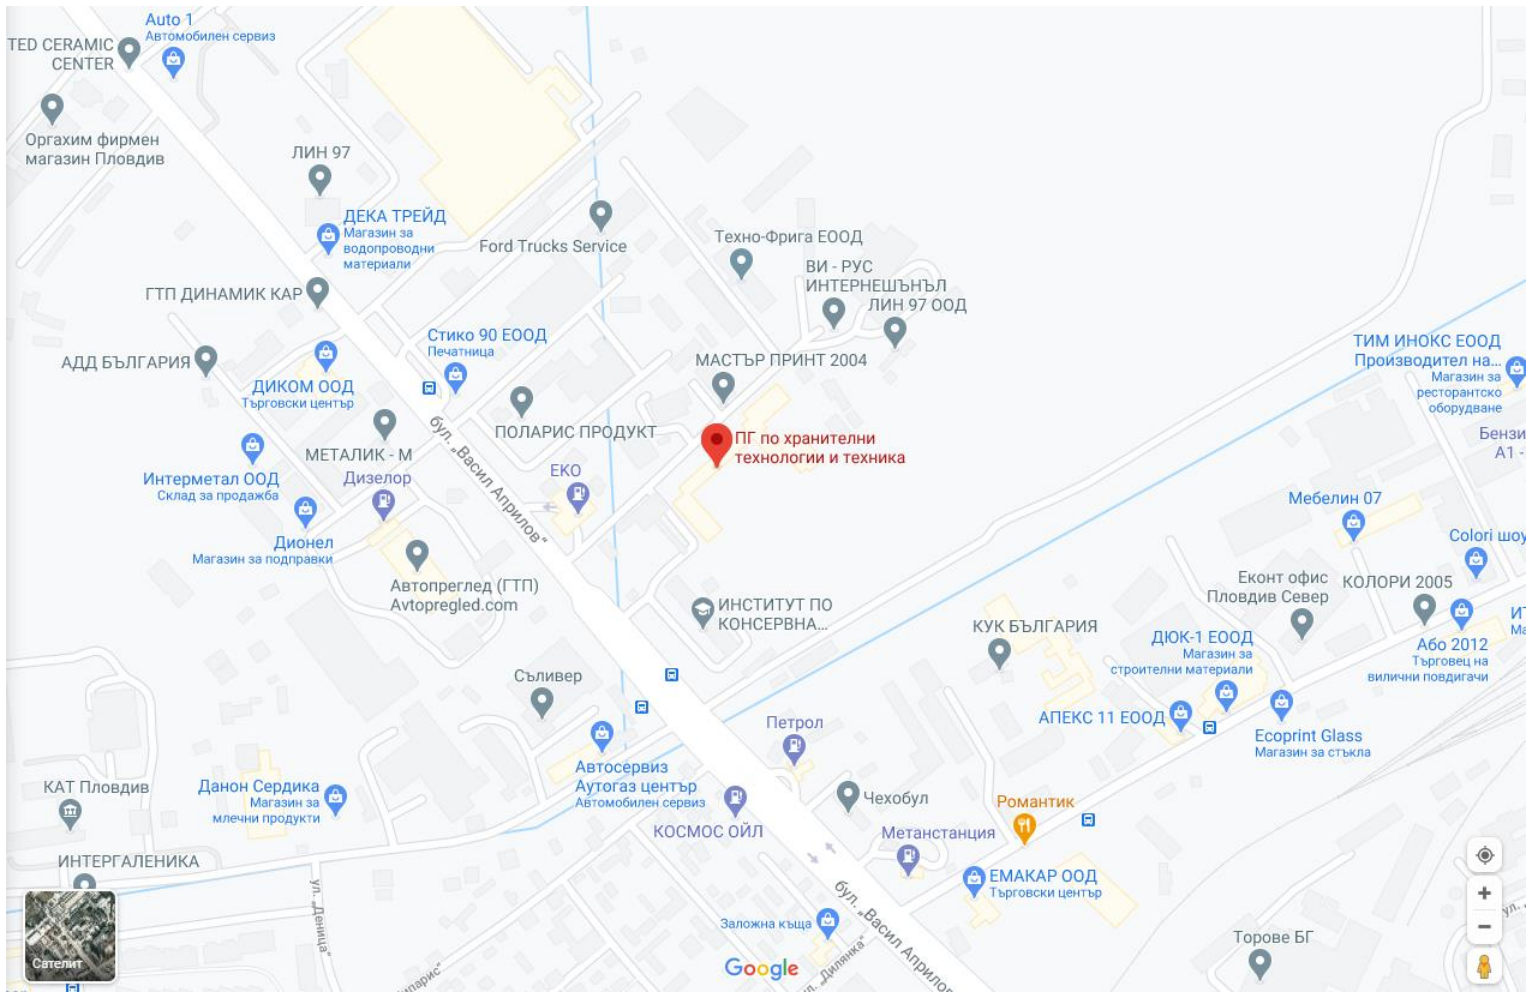 Auto 1
Автомобилен сервиз
TED CERAMIC
CENTER
Оргахим фирмен
магазин Пловдив
ЛИН 97
ДЕКА ТРЕЙД
Магазин за
водопроводни
материали
Ford Trucks Service
Техно-Фрига ЕООД
ВИ - РУС
ИНТЕРНЕШЪНЪЛ
ЛИН 97 ООД
ГТП ДИНАМИК КАР
Стико 90 ЕООД
Печатница
АДД БЪЛГАРИЯ
ДИКОМ ООД
Търговски център
МАСТЪР ПРИНТ 2004
ТИМ ИНОКС ЕООД
Производител на...
Магазин за
ресторантско
оборудване
ПОЛАРИС ПРОДУКТ
бул. „Васил Априлов“
ПГ по хранителни
технологии и техника
Бензи
А1 -
МЕТАЛИК - М
Интерметал ООД
Склад за продажба
Дизелор
ЕКО
Мебелин 07
Дионел
Магазин за подправки
Colori шоу
Автопреглед (ГТП)
Avtopregled.com
ИНСТИТУТ ПО
КОНСЕРВНА...
Еконт офис
Пловдив Север
КОЛОРИ 2005
КУК БЪЛГАРИЯ
ДЮК-1 ЕООД
Магазин за
строителни материали
Або 2012
Търговец на
вилични повдигачи
ИТ
Ма
Съливер
АПЕКС 11 ЕООД
Петрол
Ecoprint Glass
Магазин за стъкла
Автосервиз
Аутогаз център
Автомобилен сервиз
КАТ Пловдив
Данон Сердика
Магазин за
млечни продукти
Чехобул
Романтик
КОСМОС ОЙЛ
Метанстанция
ИНТЕРГАЛЕНИКА
ЕМАКАР ООД
Търговски център
ул. „Деница“
бул. „Васил Априлов
Заложна къща
ул.
Торове БГ
Сателит
Google
ул. „Дилянка“